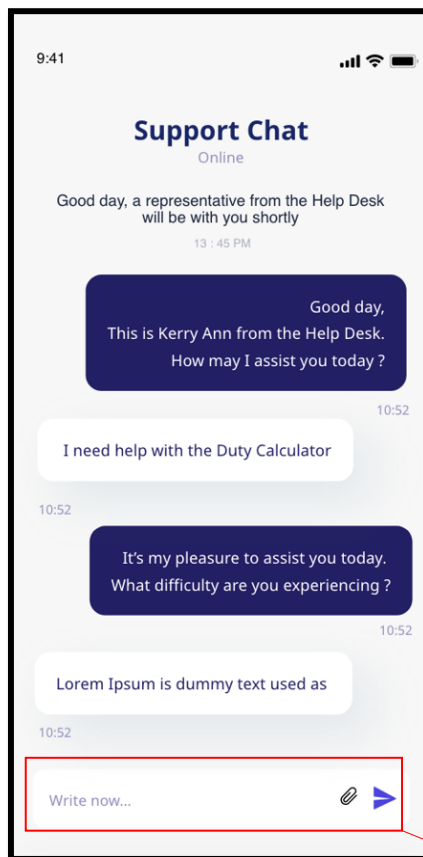 9:41
Support Chat
Online
Good day, a representative from the Help Desk
will be with you shortly
13 : 45 PM
Good day,
This is Kerry Ann from the Help Desk.
How may I assist you today ?
10:52
I need help with the Duty Calculator
10:52
It’s my pleasure to assist you today.
What difficulty are you experiencing ?
10:52
Lorem Ipsum is dummy text used as
10:52
Write now...